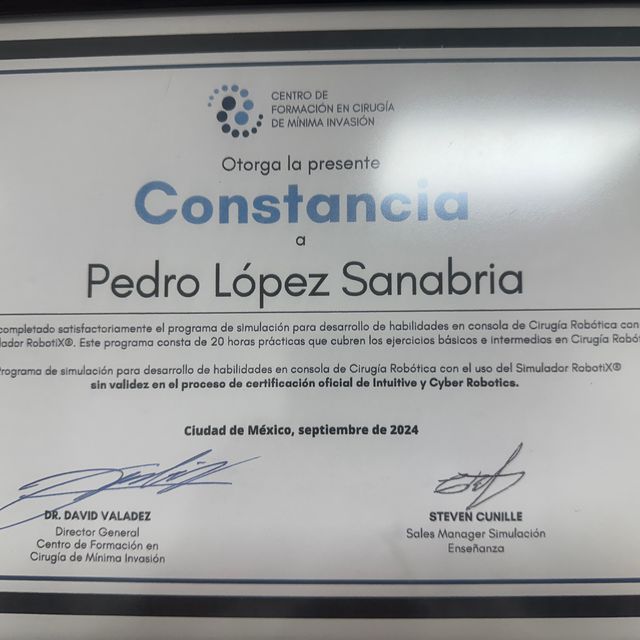 CENTRO DE
FORMACIÓN EN CIRUGÍA
DE MÍNIMA INVASIÓN
Otorga la presente
Constancia
a
Pedro López Sanabria
completado satisfactoriamente el programa de simulación para desarrollo de habilidades en consola de Cirugía Robótica con
RobotiX®. Este programa consta de 20 horas prácticas que cubren los ejercicios básicos e intermedios en Cirugía
Programa de simulación para desarrollo de habilidades en consola de Cirugía Robótica con el uso del Simulador RobotiX®
sin validez en el proceso de certificación oficial de Intuitive y Cyber Robotics.
Ciudad de México, septiembre de 2024
DR. DAVID VALADEZ
Director General
Centro de Formación en
Cirugía de Mínima Invasión
STEVEN CUNILLE
Sales Manager Simulación
Enseñanza